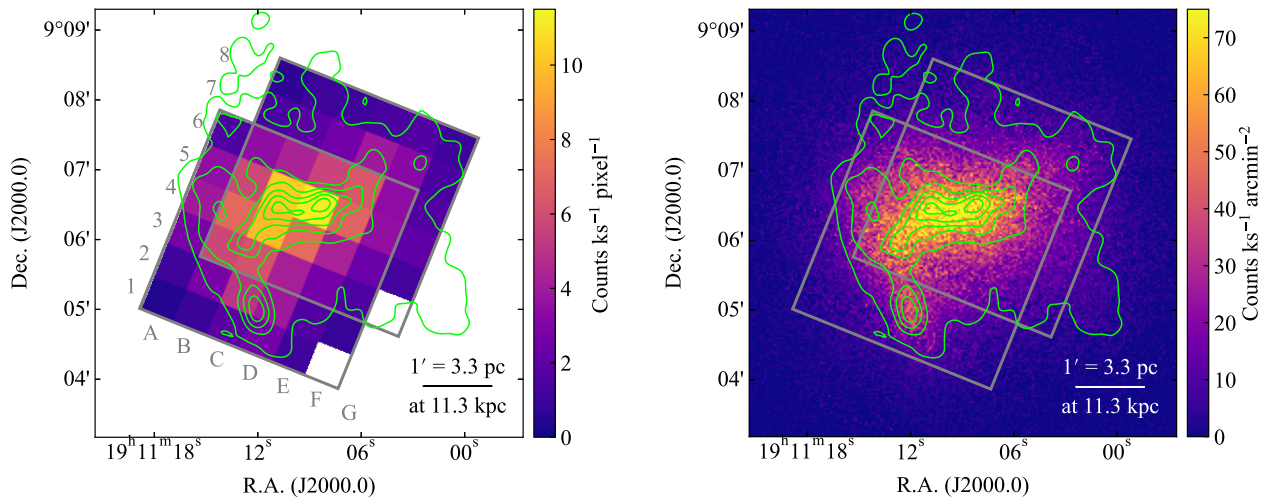 9°09'
08'
07'
06'
05'
04'
Dec. (J2000.0)
8
7
6
5
4
3
2
1
A
B
C
D
E
F
G
1′ = 3.3 pc
at 11.3 kpc
19ʰ11ᵐ18ˢ
12ˢ
06ˢ
00ˢ
R.A. (J2000.0)
10
8
6
4
2
0
Counts ks⁻¹ pixel⁻¹
9°09'
08'
07'
06'
05'
04'
Dec. (J2000.0)
1′ = 3.3 pc
at 11.3 kpc
19ʰ11ᵐ18ˢ
12ˢ
06ˢ
00ˢ
R.A. (J2000.0)
70
60
50
40
30
20
10
0
Counts ks⁻¹ arcmin⁻²